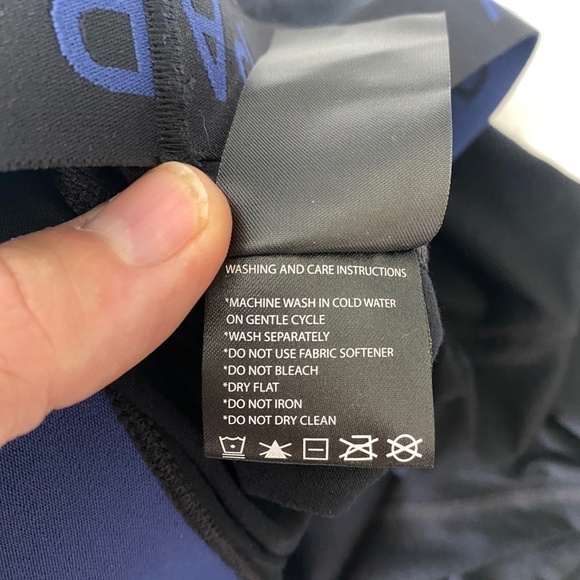 WASHING AND CARE INSTRUCTIONS
*MACHINE WASH IN COLD WATER
ON GENTLE CYCLE
*WASH SEPARATELY
*DO NOT USE FABRIC SOFTENER
*DO NOT BLEACH
*DRY FLAT
*DO NOT IRON
*DO NOT DRY CLEAN